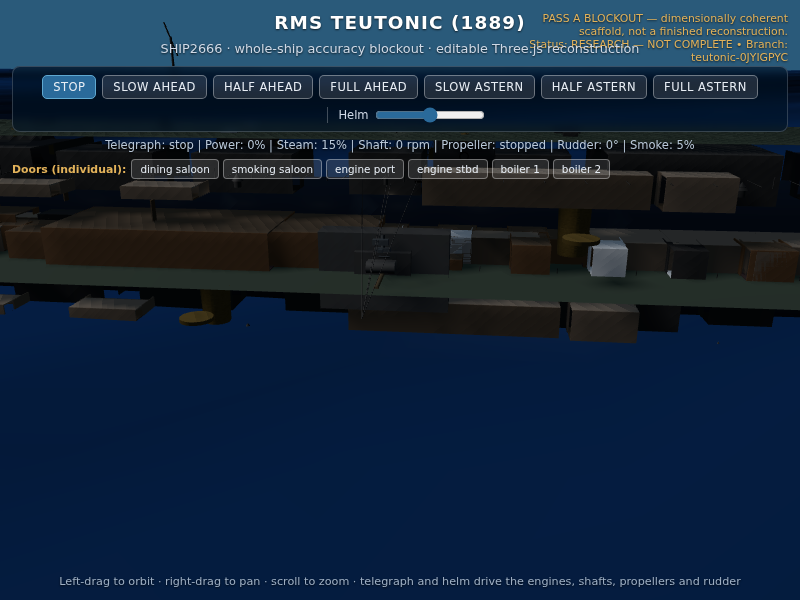 RMS TEUTONIC (1889)
SHIP2666 · whole-ship accuracy blockout · editable Three.js reconstruction
PASS A BLOCKOUT — dimensionally coherent
scaffold, not a finished reconstruction.
Status: RESEARCH — NOT COMPLETE • Branch:
teutonic-0JYIGPYC
STOP
SLOW AHEAD
HALF AHEAD
FULL AHEAD
SLOW ASTERN
HALF ASTERN
FULL ASTERN
Helm
Telegraph: stop | Power: 0% | Steam: 15% | Shaft: 0 rpm | Propeller: stopped | Rudder: 0° | Smoke: 5%
Doors (individual):
dining saloon
smoking saloon
engine port
engine stbd
boiler 1
boiler 2
Left-drag to orbit · right-drag to pan · scroll to zoom · telegraph and helm drive the engines, shafts, propellers and rudder